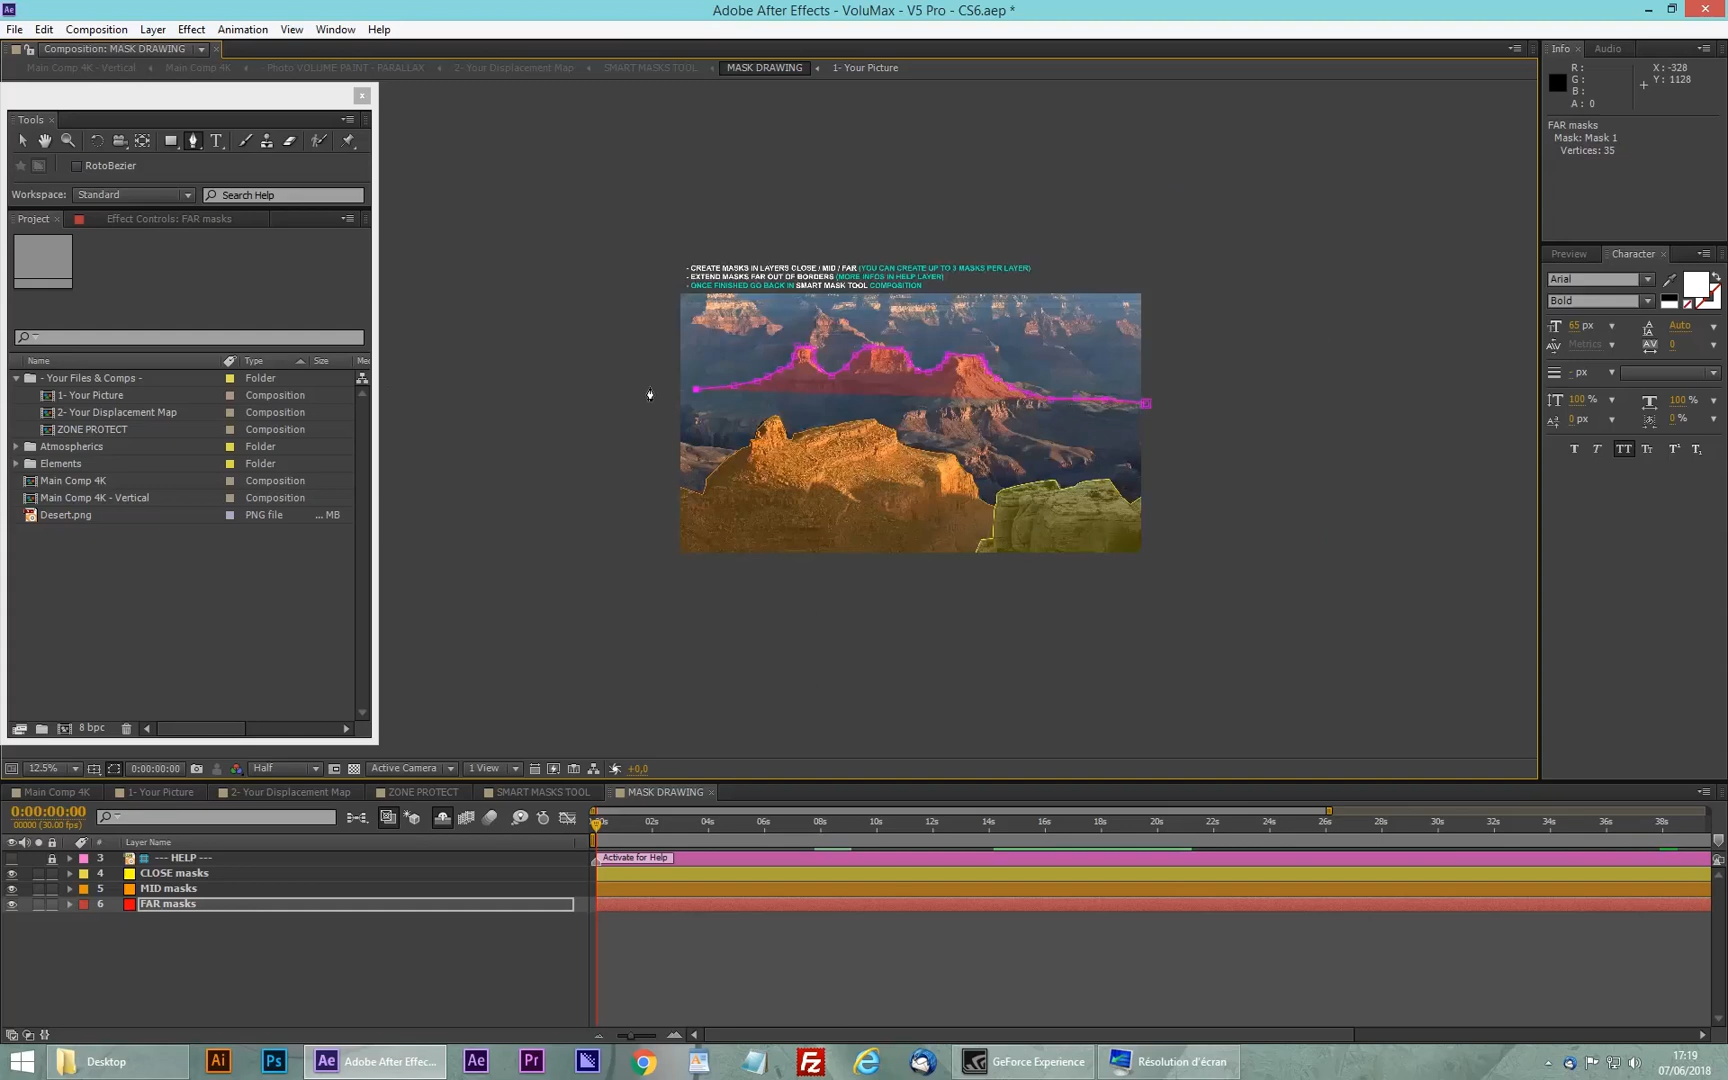 Ae
Adobe After Effects - VoluMax - V5 Pro - CS6.aep *
File Edit Composition Layer Effect Animation View Window Help
Composition: MASK DRAWING
Main Comp 4K - Vertical Main Comp 4K - Photo VOLUME PAINT - PARALLAX 2- Your Displacement Map SMART MASKS TOOL MASK DRAWING 1- Your Picture
Info Audio
R :
G :
B :
A : 0
X : -328
Y : 1128
FAR masks
Mask: Mask 1
Vertices: 35
Tools
RotoBezier
Workspace: Standard Search Help
Project Effect Controls: FAR masks
Name Type Size Me
- Your Files & Comps - Folder
1- Your Picture Composition
2- Your Displacement Map Composition
ZONE PROTECT Composition
Atmospherics Folder
Elements Folder
Main Comp 4K Composition
Main Comp 4K - Vertical Composition
Desert.png PNG file ... MB
8 bpc
- CREATE MASKS IN LAYERS CLOSE / MID / FAR (YOU CAN CREATE UP TO 3 MASKS PER LAYER)
- EXTEND MASKS FAR OUT OF BORDERS (MORE INFOS IN HELP LAYER)
- ONCE FINISHED GO BACK IN SMART MASK TOOL COMPOSITION
Preview Character
Arial
Bold
65 px Auto
Metrics 0
- px
100 % 100 %
0 px 0 %
T T TT Tт T¹ T₁
12.5% 0:00:00:00 Half Active Camera 1 View +0,0
Main Comp 4K 1- Your Picture 2- Your Displacement Map ZONE PROTECT SMART MASKS TOOL MASK DRAWING
0:00:00:00
00000 (30.00 fps)
02s 04s 06s 08s 10s 12s 14s 16s 18s 20s 22s 24s 26s 28s 30s 32s 34s 36s 38s
# Layer Name
3 --- HELP --- Activate for Help
4 CLOSE masks
5 MID masks
6 FAR masks
Desktop Ai Ps Ae Adobe After Effec... Ae Pr GeForce Experience Résolution d'écran
17:19
07/06/2018